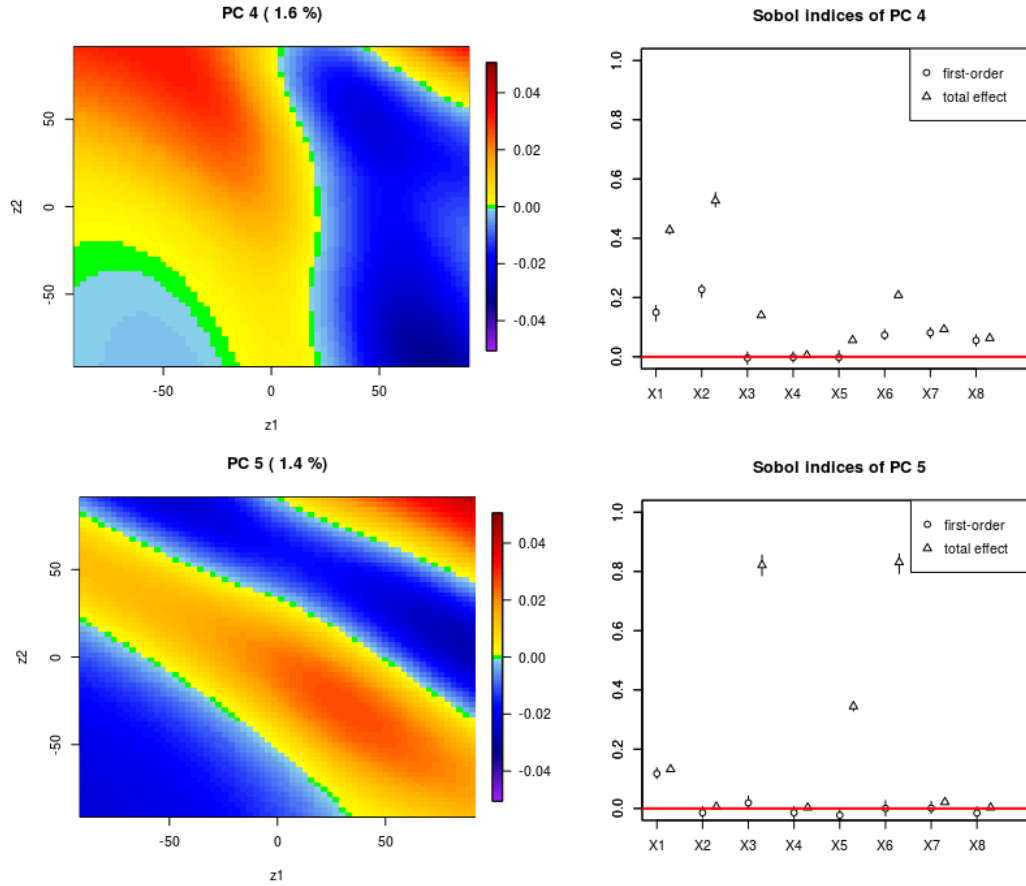 PC 4 ( 1.6 %)
z2
50
0
-50
-50
0
50
z1
0.04
0.02
0.00
-0.02
-0.04
Sobol indices of PC 4
first-order
total effect
1.0
0.8
0.6
0.4
0.2
0.0
X1 X2 X3 X4 X5 X6 X7 X8
PC 5 ( 1.4 %)
z2
50
0
-50
-50
0
50
z1
0.04
0.02
0.00
-0.02
-0.04
Sobol indices of PC 5
first-order
total effect
1.0
0.8
0.6
0.4
0.2
0.0
X1 X2 X3 X4 X5 X6 X7 X8